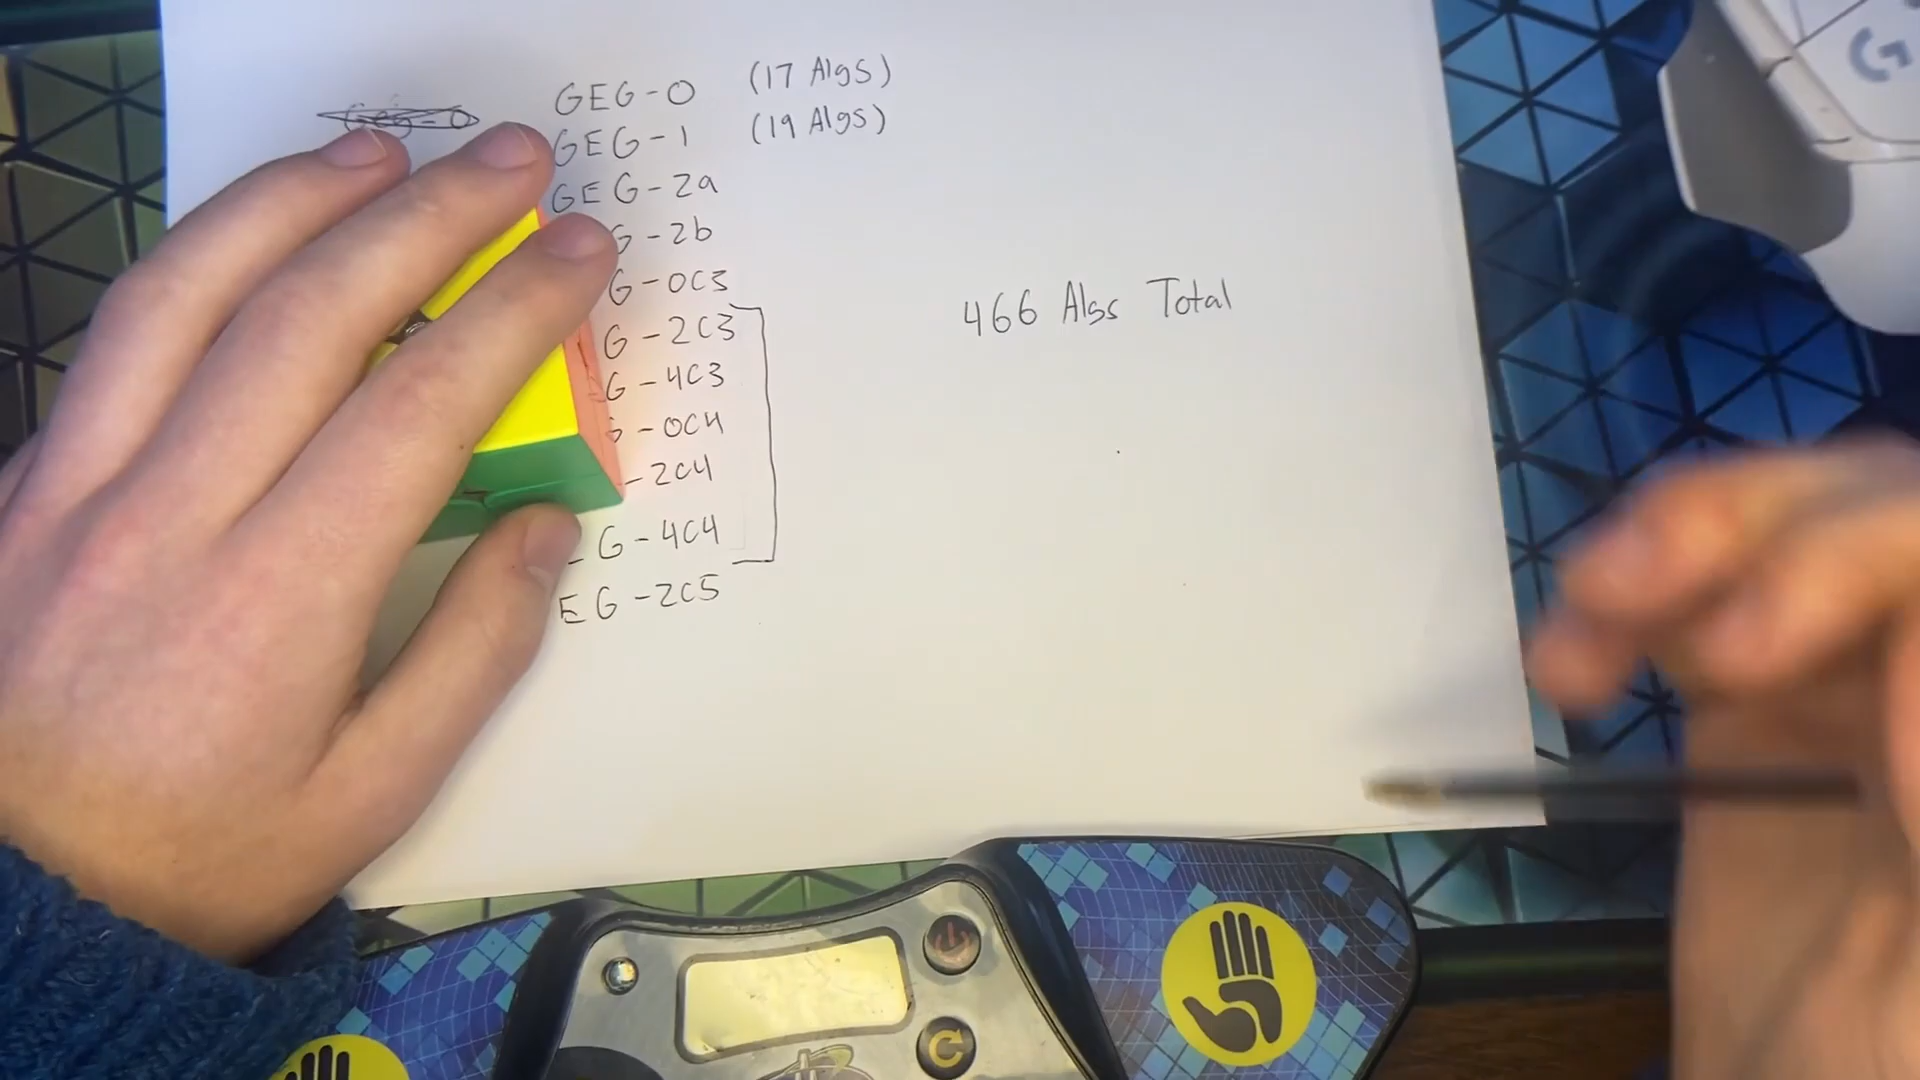 GEG-0 (17 Algs)
GEG-1 (19 Algs)
GEG-2a
G-2b
G-0C3
G-2C3
G-4C3
G-0C4
-2C4
G-4C4
EG-2C5
466 Algs Total